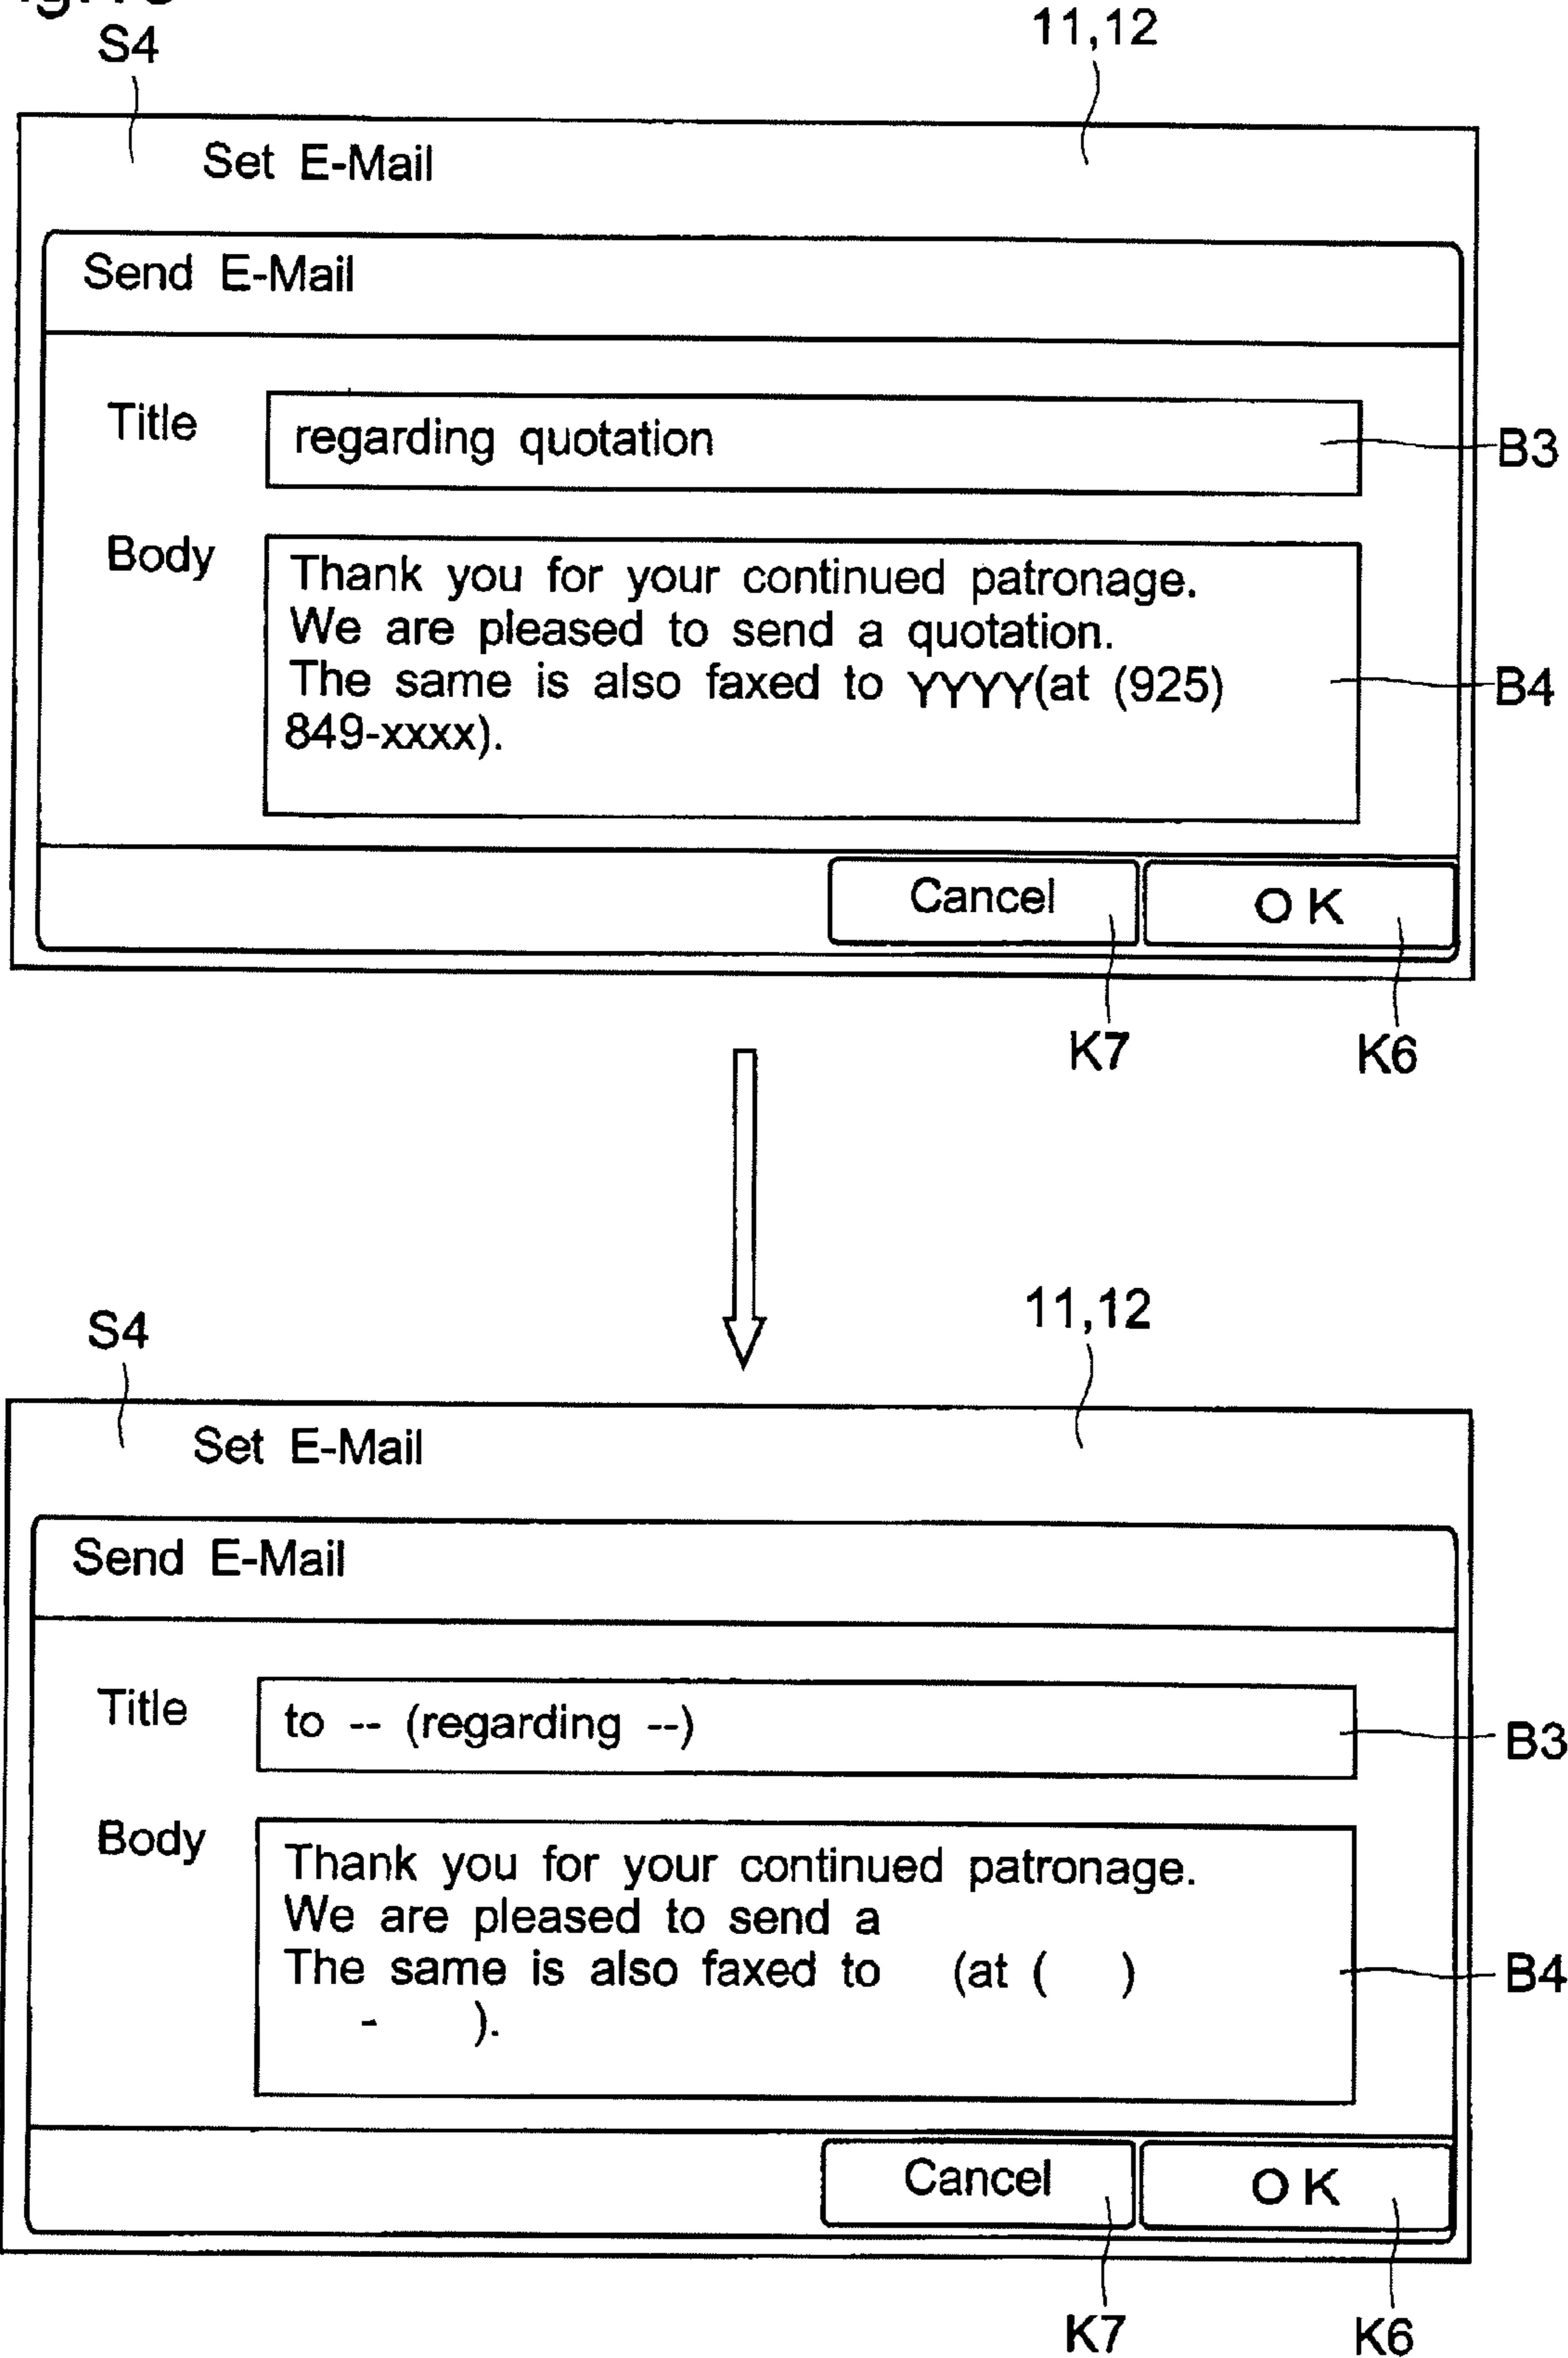 S4
11,12
Set E-Mail
Send E-Mail
Title
regarding quotation
B3
Body
Thank you for your continued patronage.
We are pleased to send a quotation.
The same is also faxed to YYYY(at (925)
849-xxxx).
B4
Cancel
OK
K7
K6
S4
11,12
Set E-Mail
Send E-Mail
Title
to -- (regarding --)
B3
Body
Thank you for your continued patronage.
We are pleased to send a
The same is also faxed to (at ( )
- ).
B4
Cancel
OK
K7
K6